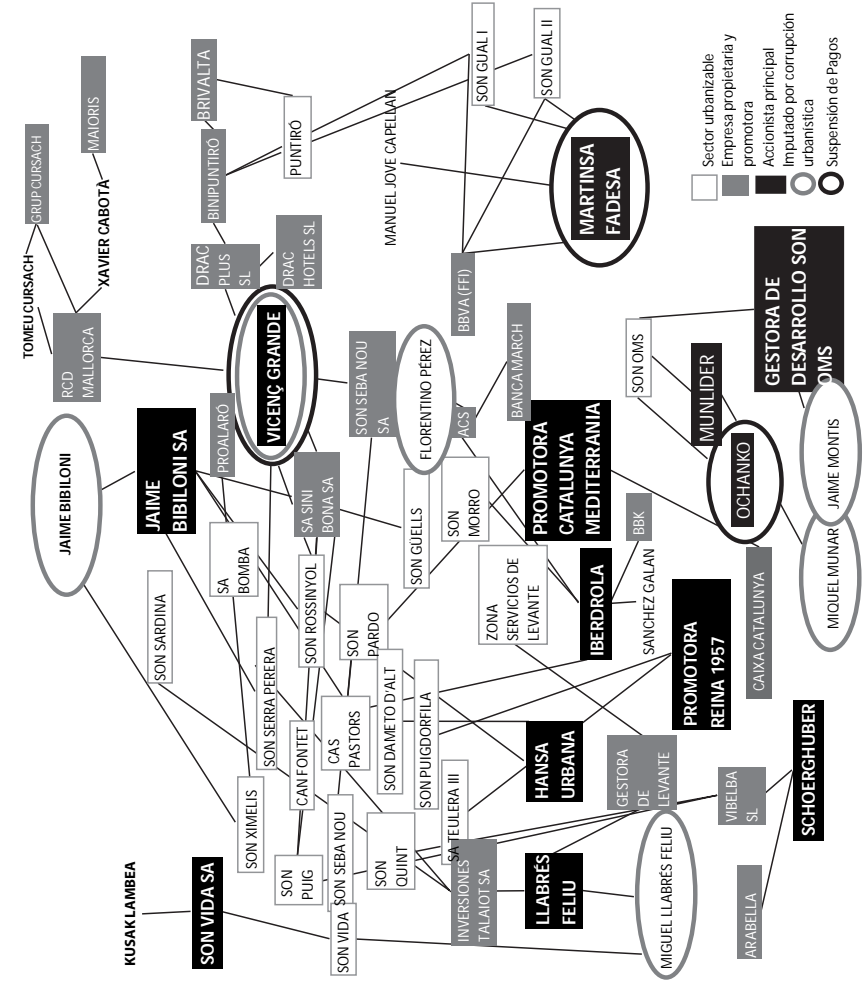 TOMEU CURSACH
GRUP CURSACH
MAIORIS
XAVIER CABOTÀ
RCD
MALLORCA
BRIVALTA
BINIPUNTIRÓ
PUNTIRÓ
DRAC
PLUS
SL
DRAC
HOTELS SL
SON GUAL I
SON GUAL II
MANUEL JOVE CAPELLAN
MARTINSA
FADESA
BBVA (FFI)
JAIME BIBILONI
JAIME
BIBILONI SA
PROALARÓ
VICENÇ GRANDE
SON SEBA NOU
SA
FLORENTINO PÉREZ
ACS
BANCA MARCH
SA SINI
BONA SA
SON GÜELLS
SON
MORRO
PROMOTORA
CATALUNYA
MEDITERRANIA
SA
BOMBA
SON SARDINA
SON ROSSINYOL
SON
PARDO
SON SERRA PERERA
CAN FONTET
CAS
PASTORS
SON DAMETO D'ALT
SON PUIGDORFILA
SA TEULERA III
ZONA
SERVICIOS DE
LEVANTE
IBERDROLA
BBK
SANCHEZ GALAN
SON XIMELIS
SON
PUIG
SON SEBA NOU
SON
QUINT
SON VIDA
KUSAK LAMBEA
SON VIDA SA
INVERSIONES
TALAIOT SA
HANSA
URBANA
LLABRÉS
FELIU
GESTORA
DE
LEVANTE
MIGUEL LLABRÉS FELIU
PROMOTORA
REINA 1957
CAIXA CATALUNYA
VIBELBA
SL
SCHOERGHUBER
ARABELLA
SON OMS
MUNLIDER
OCHANKO
GESTORA DE
DESARROLLO SON
OMS
JAIME MONTIS
MIQUEL MUNAR
Sector urbanizable
Empresa propietaria y
promotora
Accionista principal
Imputado por corrupción
urbanística
Suspensión de Pagos